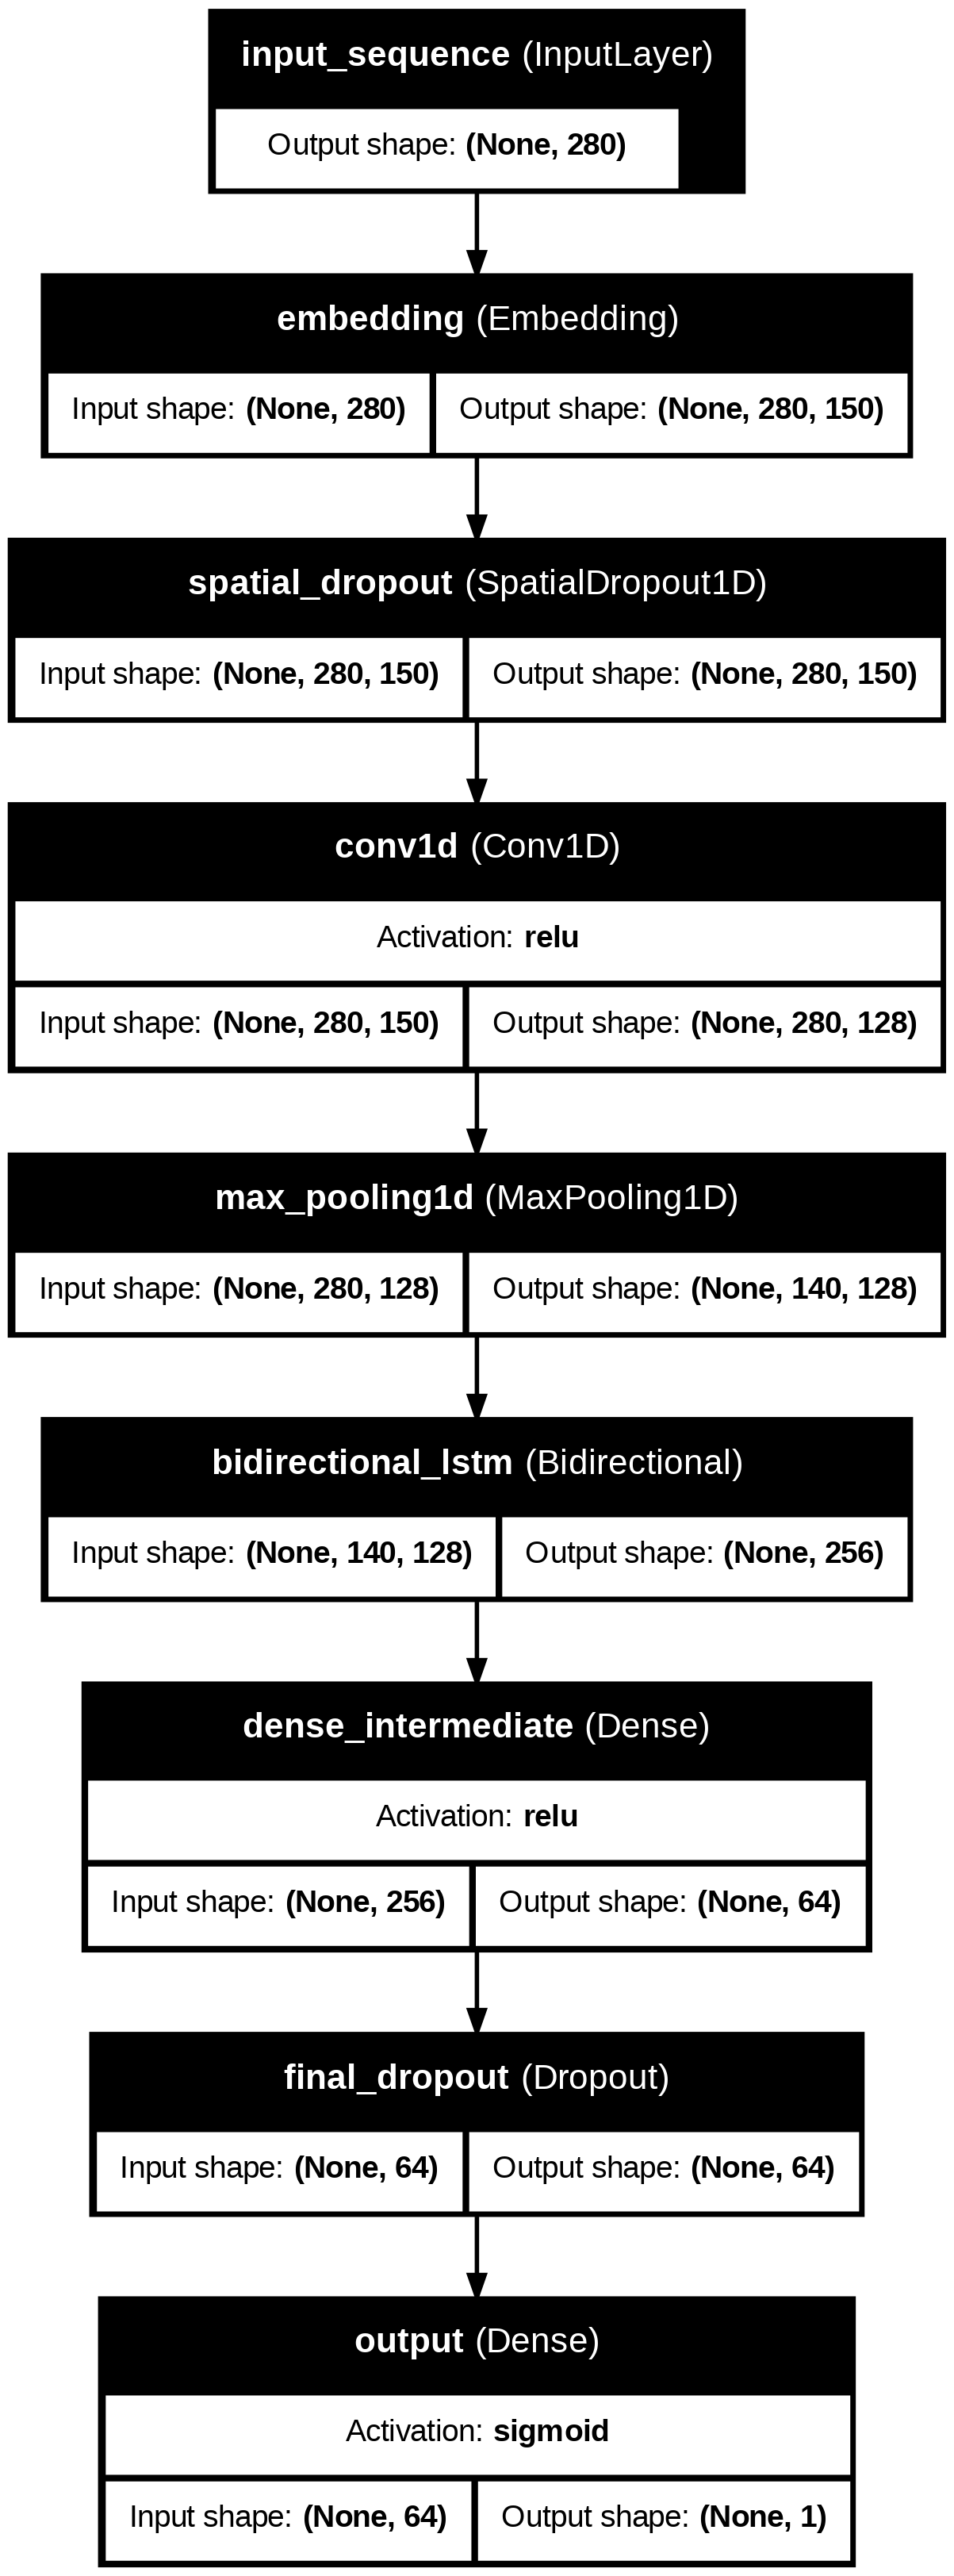 input_sequence (InputLayer)
Output shape: (None, 280)
embedding (Embedding)
Input shape: (None, 280) Output shape: (None, 280, 150)
spatial_dropout (SpatialDropout1D)
Input shape: (None, 280, 150) Output shape: (None, 280, 150)
conv1d (Conv1D)
Activation: relu
Input shape: (None, 280, 150) Output shape: (None, 280, 128)
max_pooling1d (MaxPooling1D)
Input shape: (None, 280, 128) Output shape: (None, 140, 128)
bidirectional_lstm (Bidirectional)
Input shape: (None, 140, 128) Output shape: (None, 256)
dense_intermediate (Dense)
Activation: relu
Input shape: (None, 256) Output shape: (None, 64)
final_dropout (Dropout)
Input shape: (None, 64) Output shape: (None, 64)
output (Dense)
Activation: sigmoid
Input shape: (None, 64) Output shape: (None, 1)